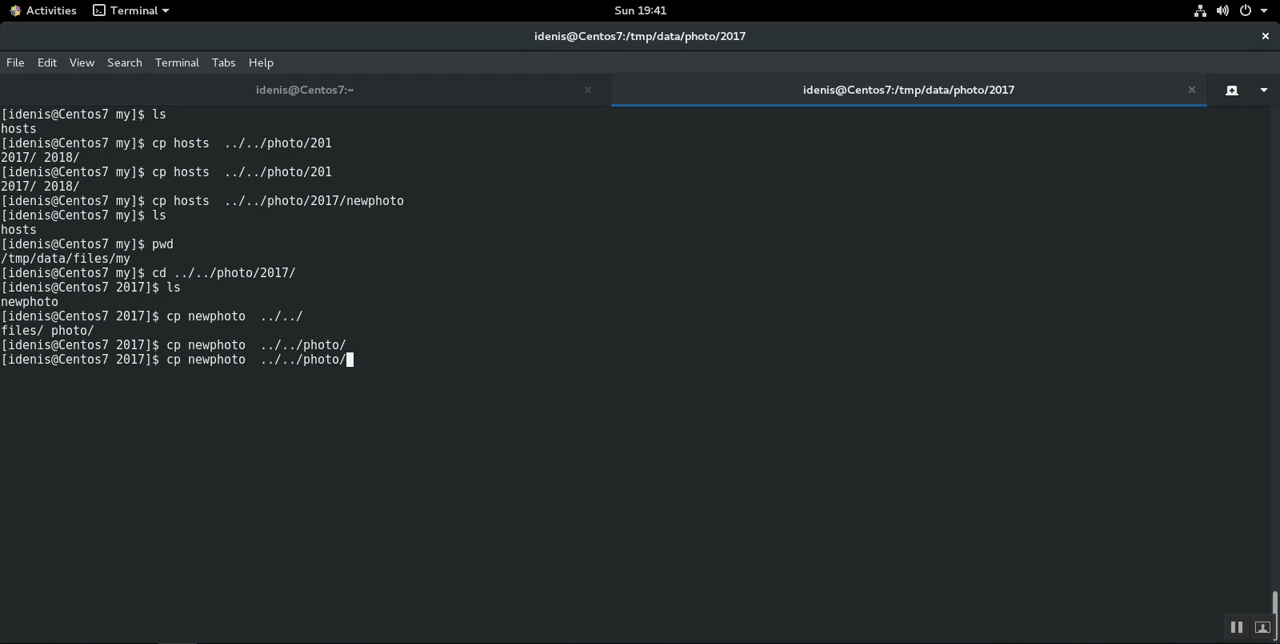 Activities Terminal Sun 19:41
idenis@Centos7:/tmp/data/photo/2017
File Edit View Search Terminal Tabs Help
idenis@Centos7:~ idenis@Centos7:/tmp/data/photo/2017
[idenis@Centos7 my]$ ls
hosts
[idenis@Centos7 my]$ cp hosts  ../../photo/201
2017/ 2018/
[idenis@Centos7 my]$ cp hosts  ../../photo/201
2017/ 2018/
[idenis@Centos7 my]$ cp hosts  ../../photo/2017/newphoto
[idenis@Centos7 my]$ ls
hosts
[idenis@Centos7 my]$ pwd
/tmp/data/files/my
[idenis@Centos7 my]$ cd ../../photo/2017/
[idenis@Centos7 2017]$ ls
newphoto
[idenis@Centos7 2017]$ cp newphoto  ../../
files/ photo/
[idenis@Centos7 2017]$ cp newphoto  ../../photo/
[idenis@Centos7 2017]$ cp newphoto  ../../photo/